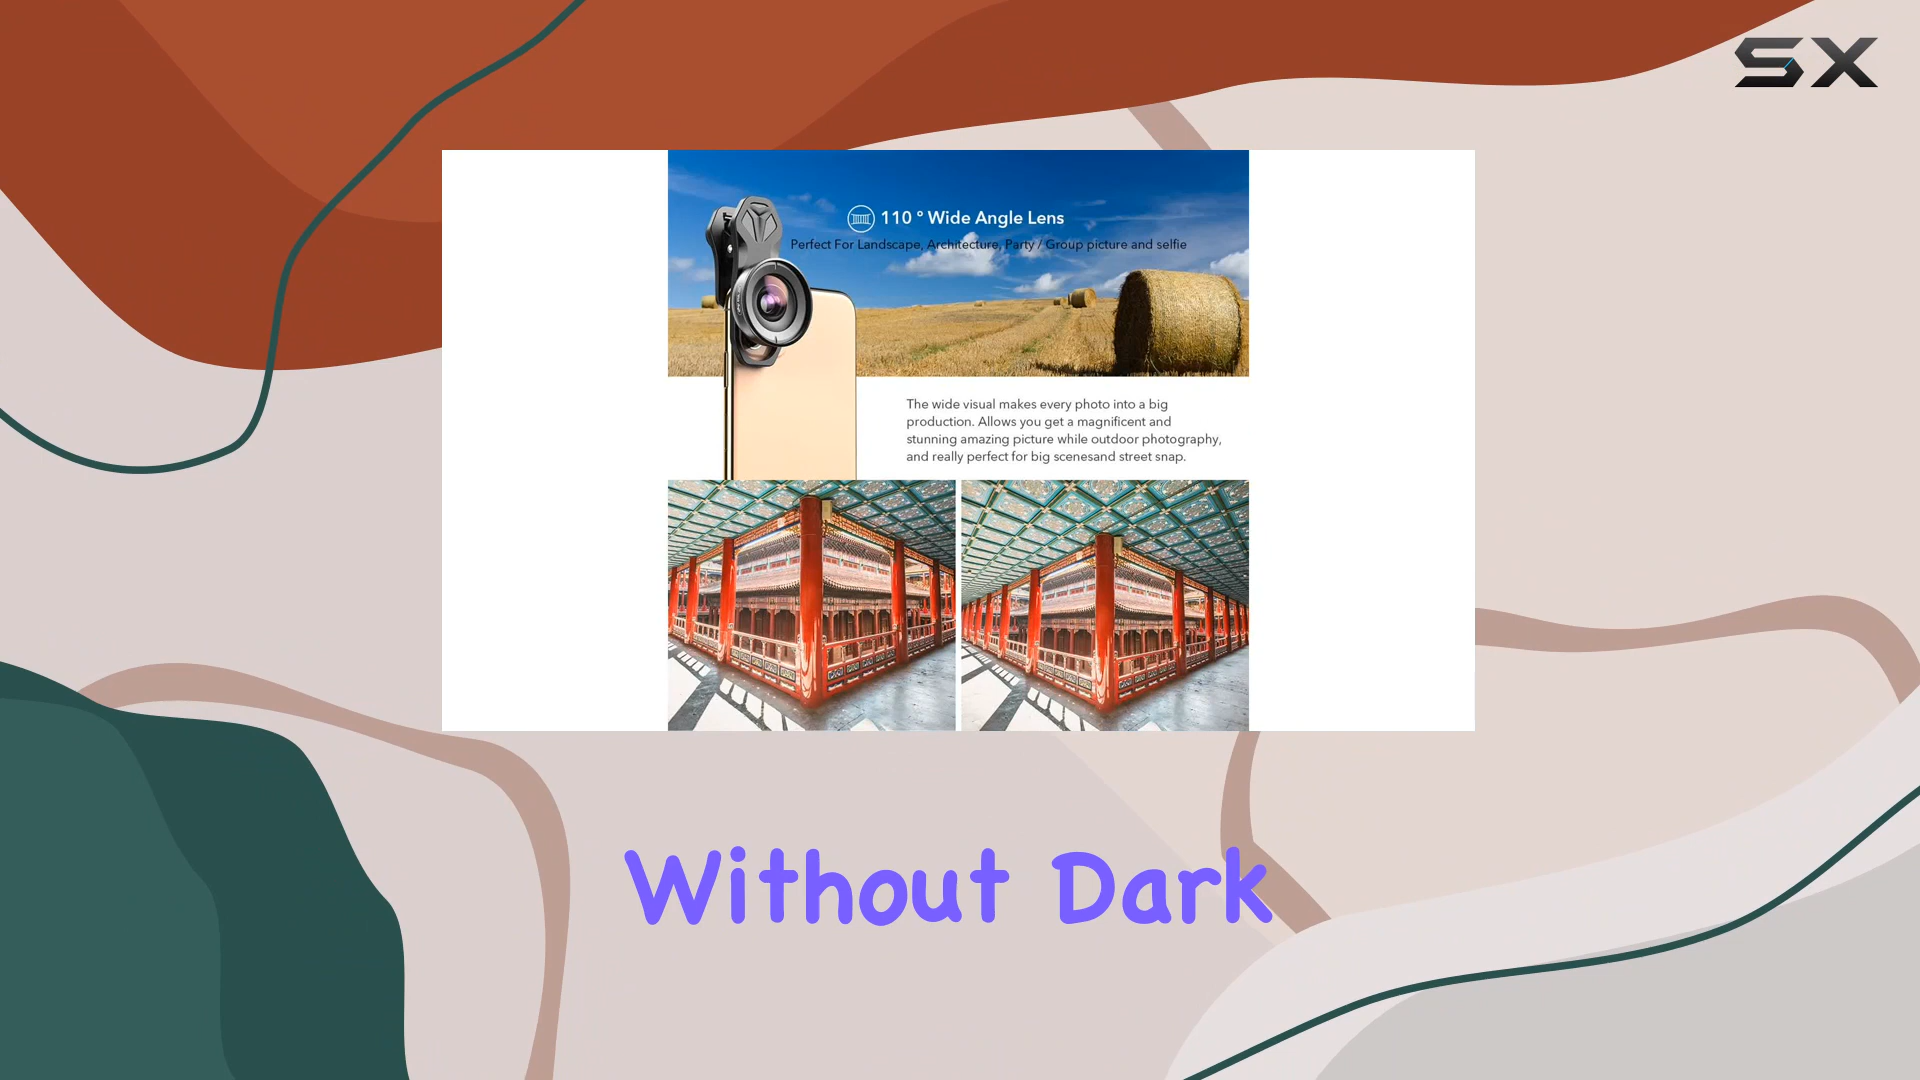 SX
110 ° Wide Angle Lens
Perfect For Landscape, Architecture, Party / Group picture and selfie
The wide visual makes every photo into a big
production. Allows you get a magnificent and
stunning amazing picture while outdoor photography,
and really perfect for big scenesand street snap.
Without Dark